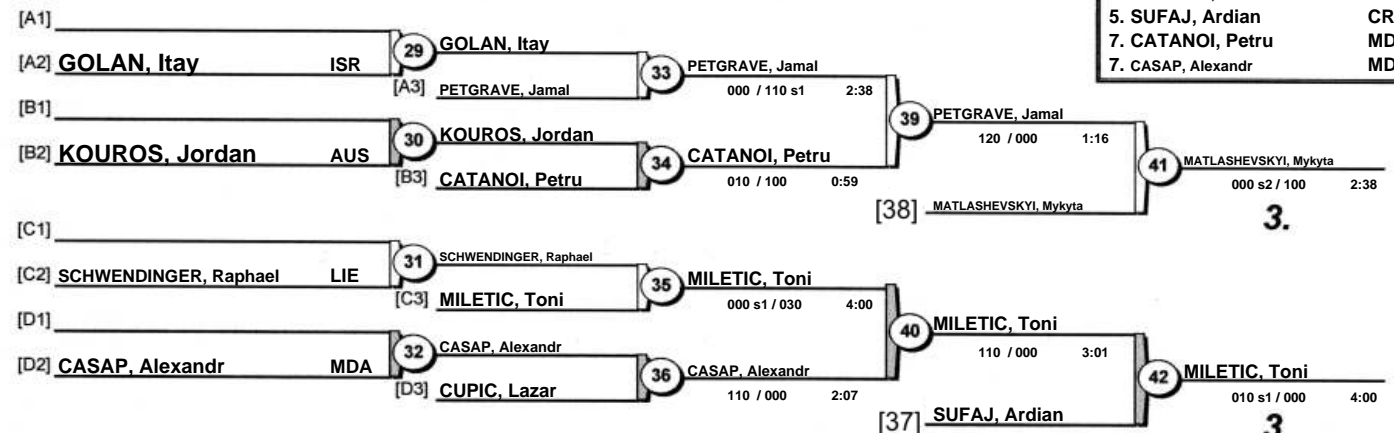 5. SUFAJ, Ardian CR
7. CATANOI, Petru MD
7. CASAP, Alexandr MD
[A1]
[A2] GOLAN, Itay ISR
29
GOLAN, Itay
[A3] PETGRAVE, Jamal
33
PETGRAVE, Jamal
000 / 110 s1 2:38
[B1]
[B2] KOUROS, Jordan AUS
30
KOUROS, Jordan
[B3] CATANOI, Petru
34
CATANOI, Petru
010 / 100 0:59
39
PETGRAVE, Jamal
120 / 000 1:16
[38] MATLASHEVSKYI, Mykyta
41
MATLASHEVSKYI, Mykyta
000 s2 / 100 2:38
3.
[C1]
[C2] SCHWENDINGER, Raphael LIE
31
SCHWENDINGER, Raphael
[C3] MILETIC, Toni
35
MILETIC, Toni
000 s1 / 030 4:00
[D1]
[D2] CASAP, Alexandr MDA
32
CASAP, Alexandr
[D3] CUPIC, Lazar
36
CASAP, Alexandr
110 / 000 2:07
40
MILETIC, Toni
110 / 000 3:01
[37] SUFAJ, Ardian
42
MILETIC, Toni
010 s1 / 000 4:00
3